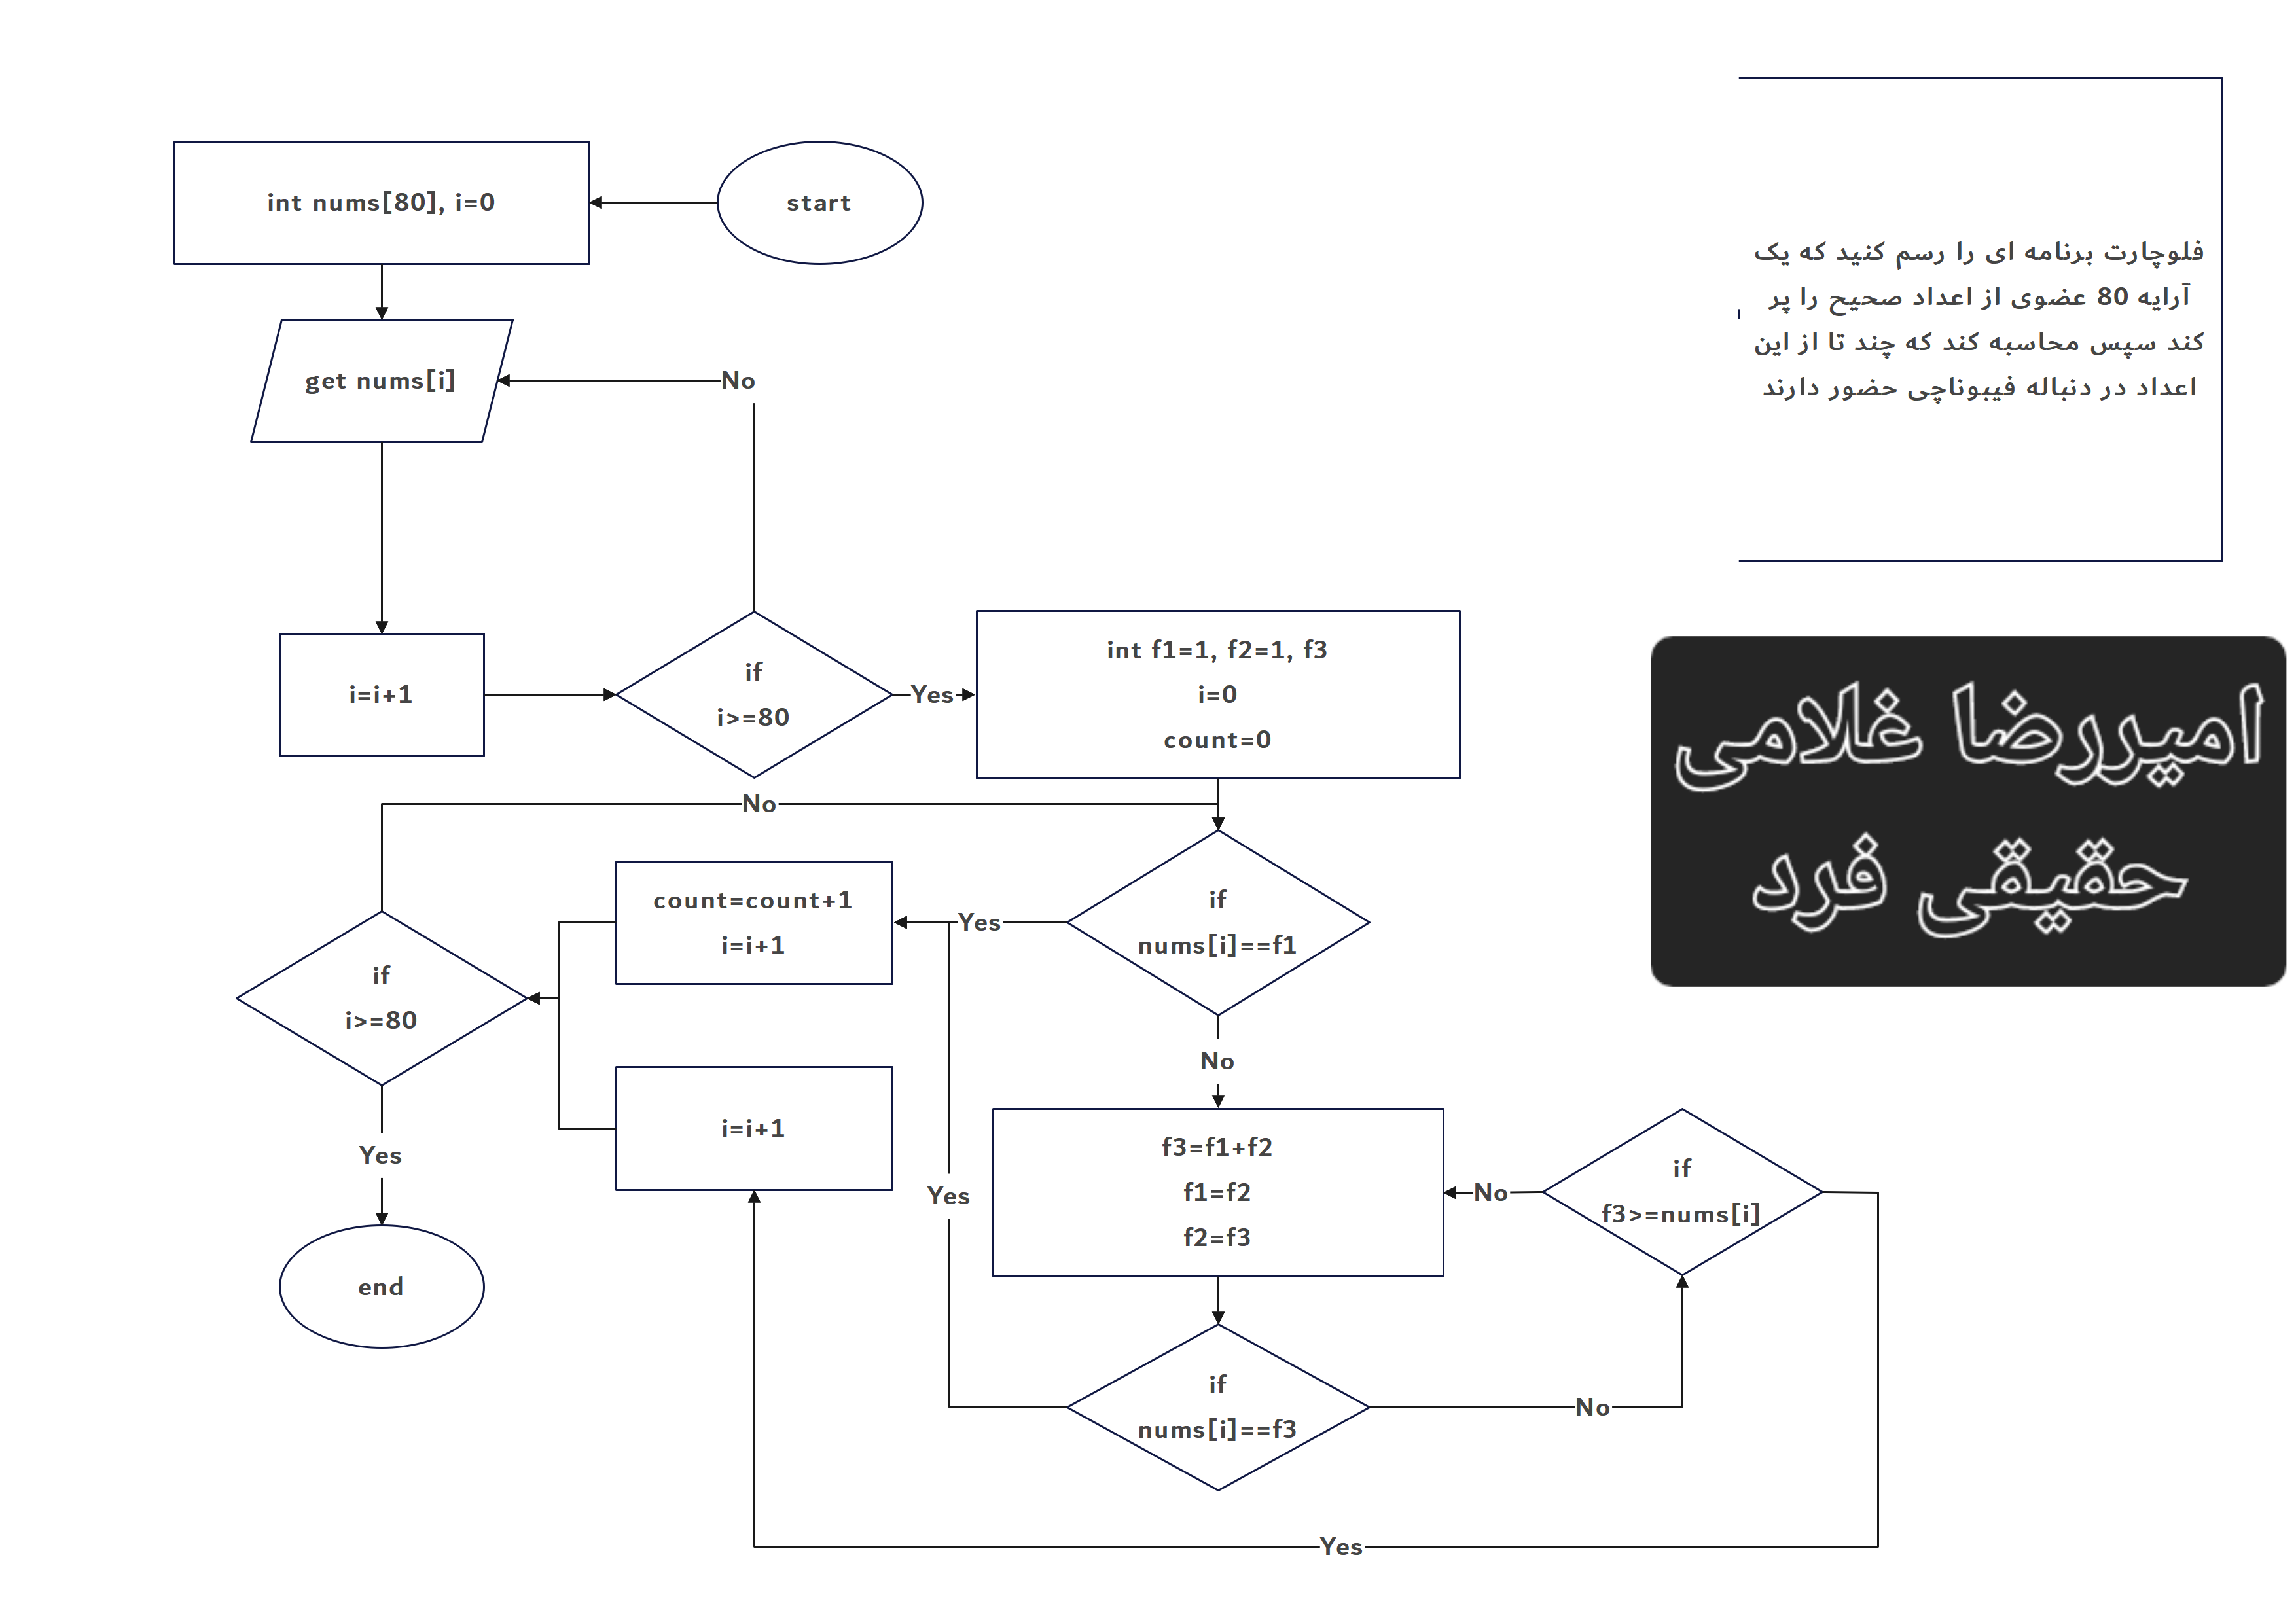 start
int nums[80], i=0
get nums[i]
No
i=i+1
if
i>=80
Yes
int f1=1, f2=1, f3
i=0
count=0
No
if
nums[i]==f1
Yes
count=count+1
i=i+1
if
i>=80
No
i=i+1
Yes
end
Yes
f3=f1+f2
f1=f2
f2=f3
No
if
f3>=nums[i]
if
nums[i]==f3
No
Yes
فلوچارت برنامه ای را رسم کنید که یک
آرایه 80 عضوی از اعداد صحیح را پر
کند سپس محاسبه کند که چند تا از این
اعداد در دنباله فیبوناچی حضور دارند
امیررضا غلامی
حقیقی فرد